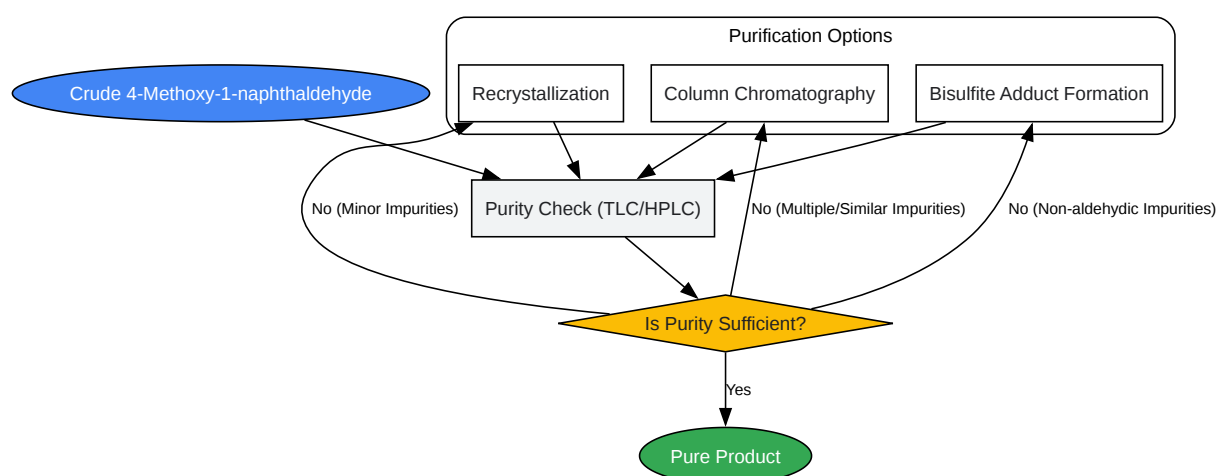 Purification Options
Crude 4-Methoxy-1-naphthaldehyde
Recrystallization
Column Chromatography
Bisulfite Adduct Formation
No (Minor Impurities)
Purity Check (TLC/HPLC)
No (Multiple/Similar Impurities)
No (Non-aldehydic Impurities)
Is Purity Sufficient?
Yes
Pure Product